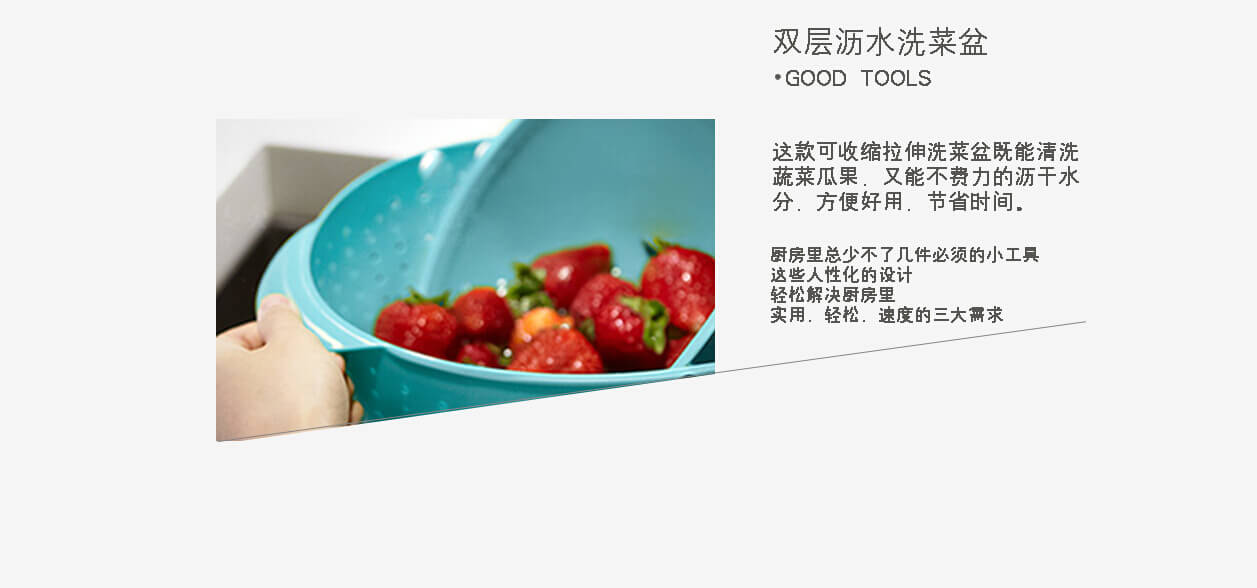 双层沥水洗菜盆
•GOOD TOOLS
这款可收缩拉伸洗菜盆既能清洗
蔬菜瓜果，又能不费力的沥干水
分，方便好用，节省时间。
厨房里总少不了几件必须的小工具
这些人性化的设计
轻松解决厨房里
实用，轻松，速度的三大需求